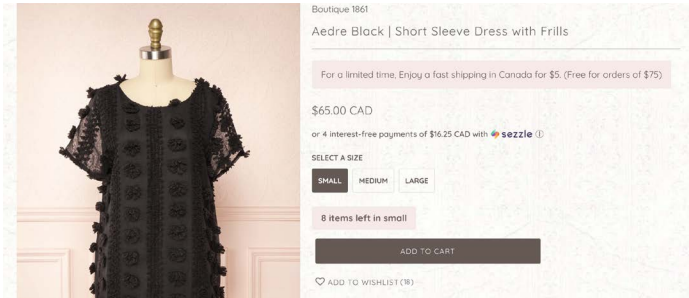 Boutique 1861
Aedre Black | Short Sleeve Dress with Frills
For a limited time, Enjoy a fast shipping in Canada for $5. (Free for orders of $75)
$65.00 CAD
or 4 interest-free payments of $16.25 CAD with sezzle ⓘ
SELECT A SIZE
SMALL MEDIUM LARGE
8 items left in small
ADD TO CART
ADD TO WISHLIST (18)